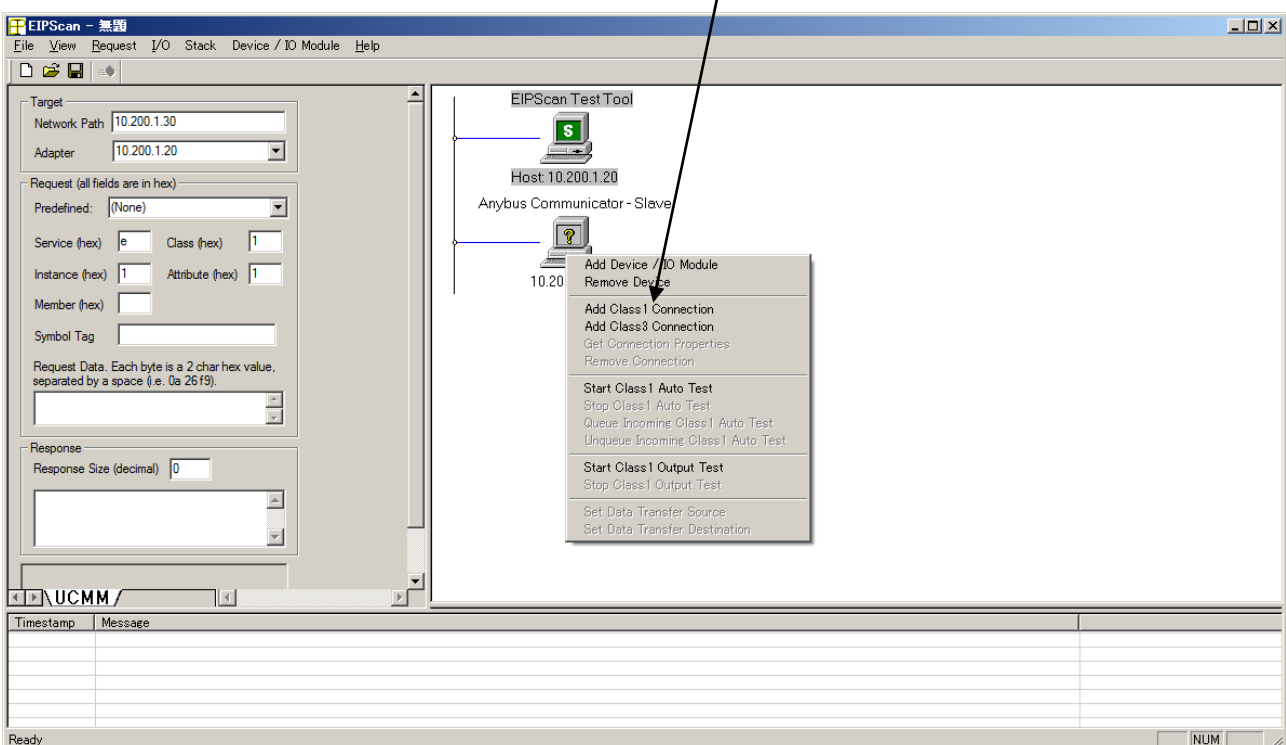 EIPScan - 無題
File View Request I/O Stack Device / IO Module Help
Target
Network Path 10.200.1.30
Adapter 10.200.1.20
Request (all fields are in hex)
Predefined: (None)
Service (hex) e Class (hex) 1
Instance (hex) 1 Attribute (hex) 1
Member (hex)
Symbol Tag
Request Data. Each byte is a 2 char hex value,
separated by a space (i.e. 0a 26 f9).
Response
Response Size (decimal) 0
UCMM
EIPScan Test Tool
S
Host: 10.200.1.20
Anybus Communicator - Slave
?
10.20
Add Device / IO Module
Remove Device
Add Class1 Connection
Add Class3 Connection
Get Connection Properties
Remove Connection
Start Class1 Auto Test
Stop Class1 Auto Test
Queue Incoming Class1 Auto Test
Unqueue Incoming Class1 Auto Test
Start Class1 Output Test
Stop Class1 Output Test
Set Data Transfer Source
Set Data Transfer Destination
Timestamp Message
Ready NUM